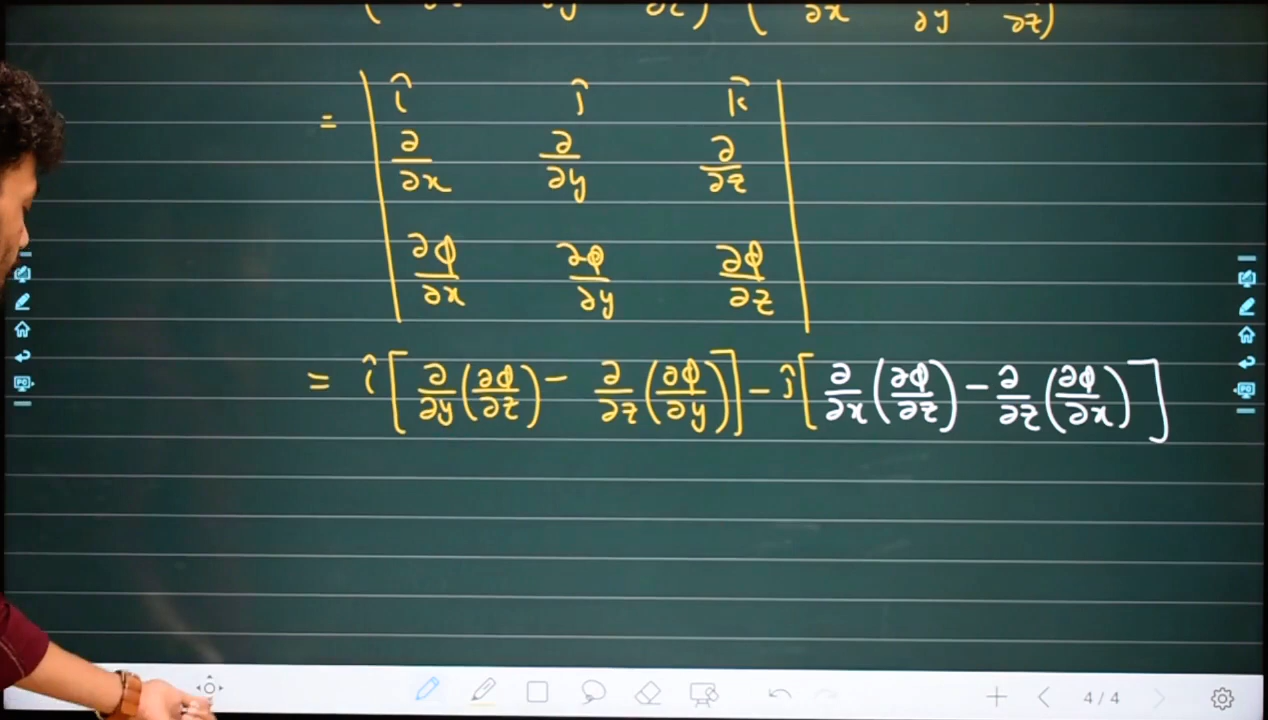 ∂x ∂y ∂z)
= | î ĵ k̂ |
| ∂/∂x ∂/∂y ∂/∂z |
| ∂φ/∂x ∂φ/∂y ∂φ/∂z |
= î [ ∂/∂y (∂φ/∂z) − ∂/∂z (∂φ/∂y) ] − ĵ [ ∂/∂x (∂φ/∂z) − ∂/∂z (∂φ/∂x) ]
4/4